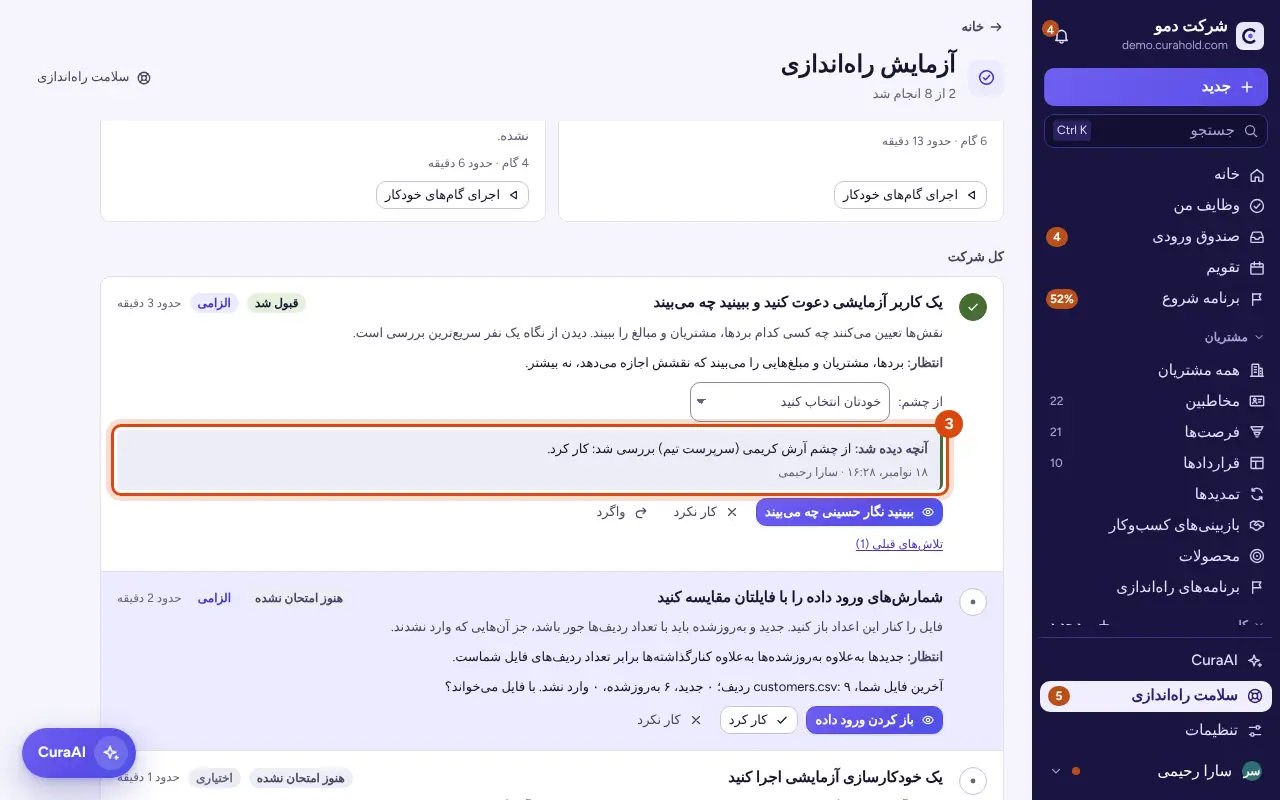 شرکت دمو
demo.curahold.com
4
جدید
جستجو
Ctrl K
خانه
وظایف من
صندوق ورودی
4
تقویم
برنامه شروع
52%
مشتریان
همه مشتریان
مخاطبین
22
فرصت‌ها
21
قراردادها
10
تمدیدها
بازبینی‌های کسب‌وکار
محصولات
برنامه‌های راه‌اندازی
CuraAI
سلامت راه‌اندازی
5
تنظیمات
سر
سارا رحیمی
خانه
آزمایش راه‌اندازی
2 از 8 انجام شد
سلامت راه‌اندازی
6 گام · حدود 13 دقیقه
اجرای گام‌های خودکار
نشده.
4 گام · حدود 6 دقیقه
اجرای گام‌های خودکار
کل شرکت
یک کاربر آزمایشی دعوت کنید و ببینید چه می‌بیند
قبول شد
الزامی
حدود 3 دقیقه
نقش‌ها تعیین می‌کنند چه کسی کدام بردها، مشتریان و مبالغ را ببیند. دیدن از نگاه یک نفر سریع‌ترین بررسی است.
انتظار: بردها، مشتریان و مبلغ‌هایی را می‌بیند که نقشش اجازه می‌دهد، نه بیشتر.
از چشم:
خودتان انتخاب کنید
3
آنچه دیده شد: از چشم آرش کریمی (سرپرست تیم) بررسی شد: کار کرد.
۱۸ نوامبر، ۱۶:۲۸ · سارا رحیمی
ببینید نگار حسینی چه می‌بیند
کار نکرد
واگرد
تلاش‌های قبلی (1)
شمارش‌های ورود داده را با فایلتان مقایسه کنید
هنوز امتحان نشده
الزامی
حدود 2 دقیقه
فایل را کنار این اعداد باز کنید. جدید و به‌روزشده باید با تعداد ردیف‌ها جور باشد، جز آن‌هایی که وارد نشدند.
انتظار: جدیدها به‌علاوه به‌روزشده‌ها به‌علاوه کنارگذاشته‌ها برابر تعداد ردیف‌های فایل شماست.
آخرین فایل شما، customers.csv: ۹ ردیف؛ ۰ جدید، ۶ به‌روزشده، ۰ وارد نشد. با فایل می‌خواند؟
باز کردن ورود داده
کار کرد
کار نکرد
یک خودکارسازی آزمایشی اجرا کنید
هنوز امتحان نشده
اختیاری
حدود 1 دقیقه
CuraAI